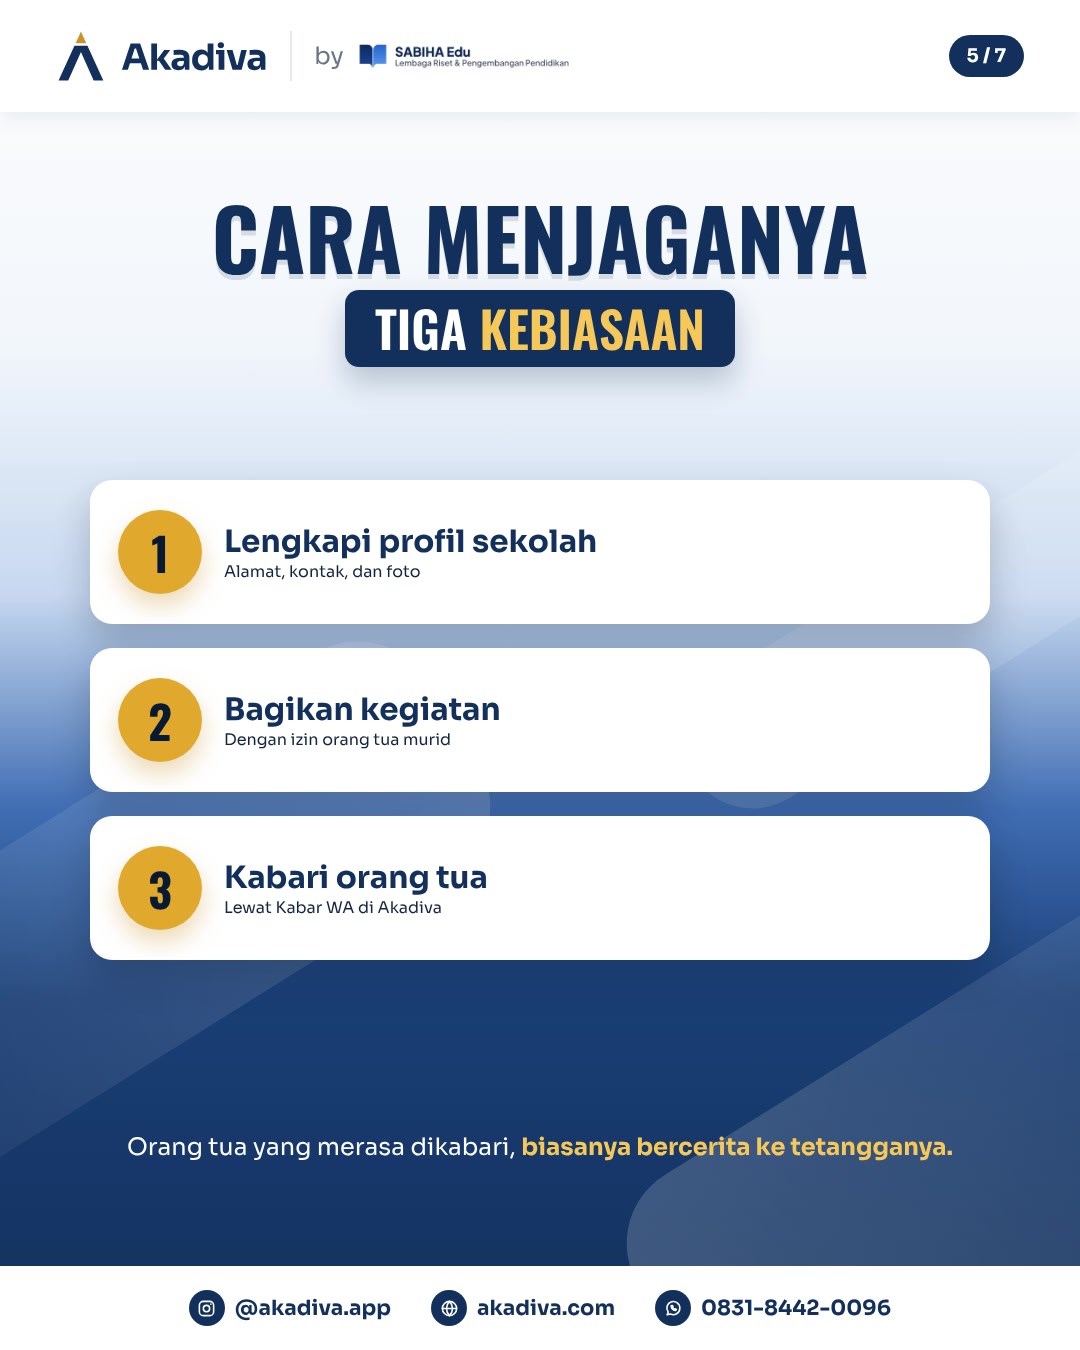 Akadiva
by
SABIHA Edu
Lembaga Riset & Pengembangan Pendidikan
5 / 7
CARA MENJAGANYA
TIGA KEBIASAAN
1
Lengkapi profil sekolah
Alamat, kontak, dan foto
2
Bagikan kegiatan
Dengan izin orang tua murid
3
Kabari orang tua
Lewat Kabar WA di Akadiva
Orang tua yang merasa dikabari, biasanya bercerita ke tetangganya.
@akadiva.app
akadiva.com
0831-8442-0096